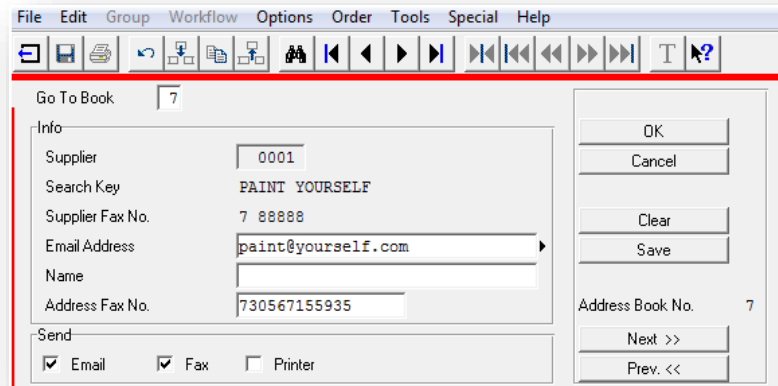 File Edit Group Workflow Options Order Tools Special Help
T ?
Go To Book 7
Info
Supplier 0001
Search Key PAINT YOURSELF
Supplier Fax No. 7 88888
Email Address paint@yourself.com
Name
Address Fax No. 730567155935
Send
Email Fax Printer
OK
Cancel
Clear
Save
Address Book No. 7
Next >>
Prev. <<